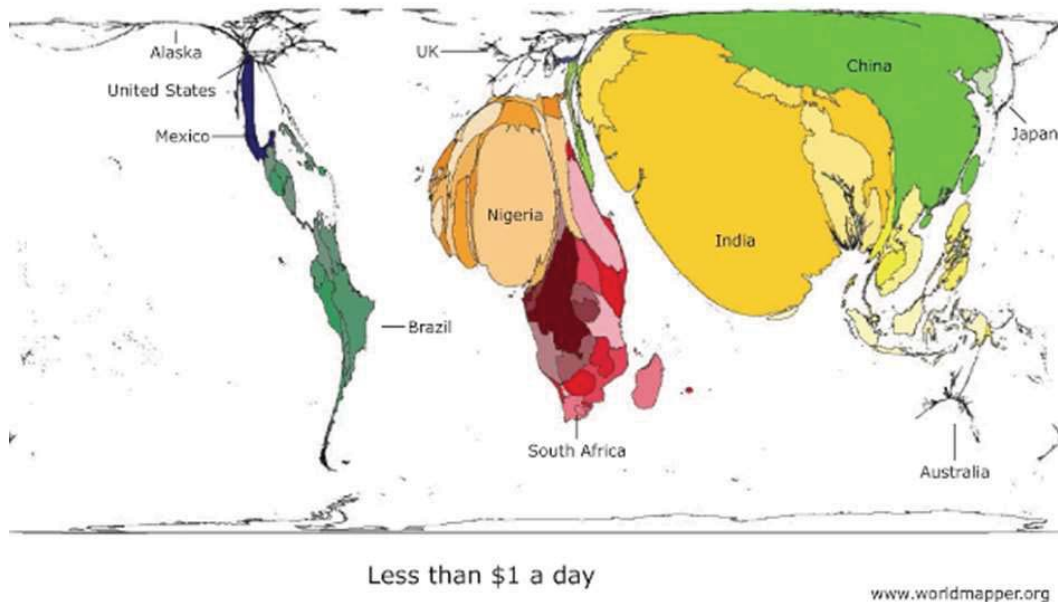 Alaska
UK
China
United States
Mexico
Japan
Nigeria
India
Brazil
South Africa
Australia
Less than $1 a day
www.worldmapper.org